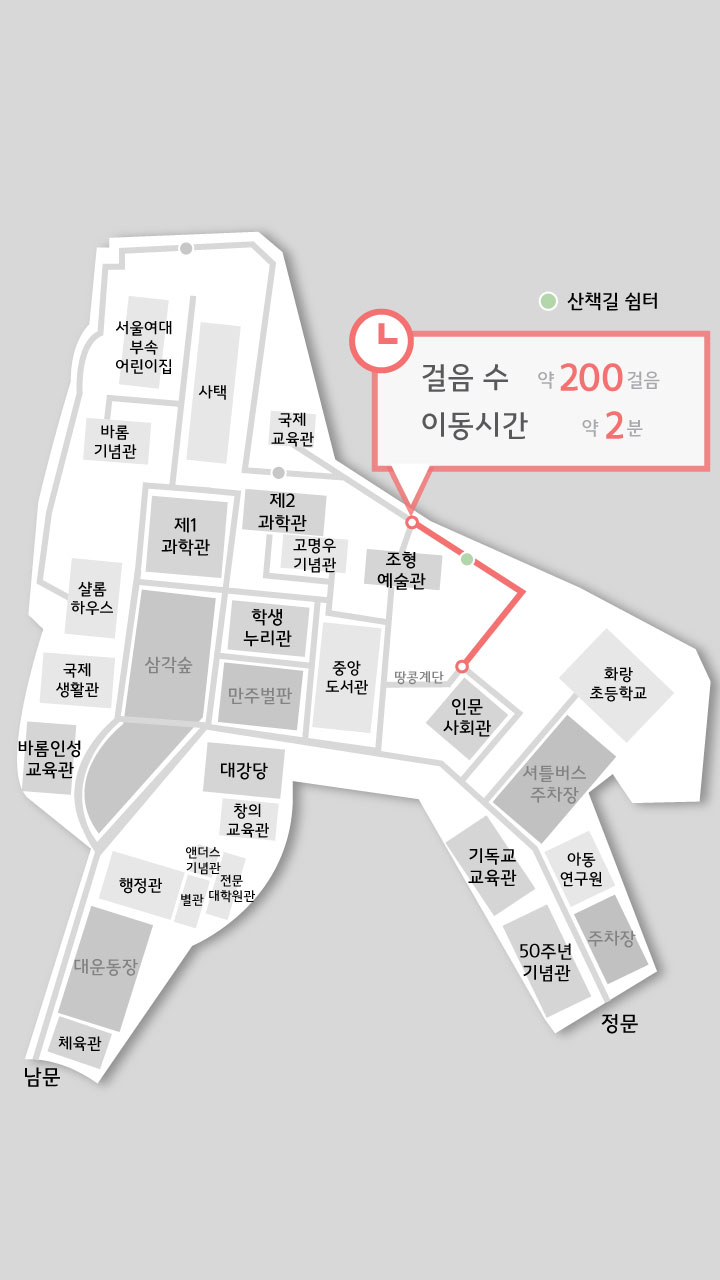 산책길 쉼터
걸음 수 약 200 걸음
이동시간 약 2 분
서울여대
부속
어린이집
사택
바롬
기념관
국제
교육관
제1
과학관
제2
과학관
고명우
기념관
조형
예술관
샬롬
하우스
삼각숲
학생
누리관
만주벌판
중앙
도서관
땅콩계단
인문
사회관
화랑
초등학교
국제
생활관
바롬인성
교육관
대강당
창의
교육관
셔틀버스
주차장
앤더스
기념관
행정관
별관
전문
대학원관
기독교
교육관
아동
연구원
대운동장
50주년
기념관
주차장
체육관
정문
남문